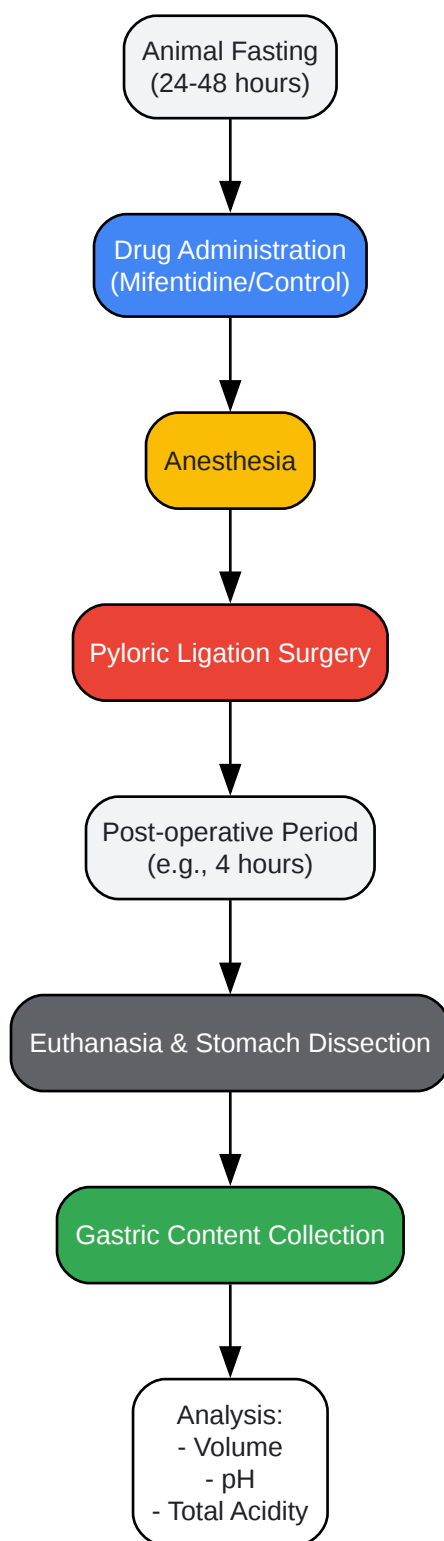 Animal Fasting
(24-48 hours)
Drug Administration
(Mifentidine/Control)
Anesthesia
Pyloric Ligation Surgery
Post-operative Period
(e.g., 4 hours)
Euthanasia & Stomach Dissection
Gastric Content Collection
Analysis:
- Volume
- pH
- Total Acidity